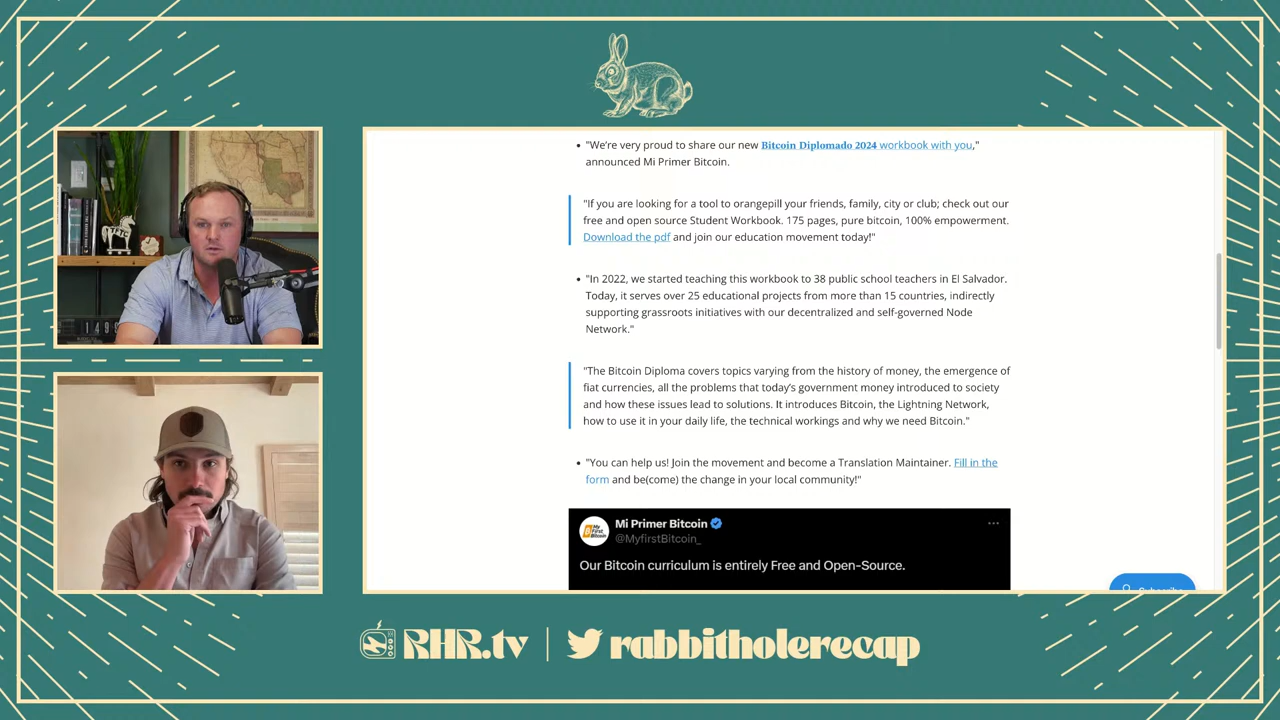 • "We're very proud to share our new Bitcoin Diplomado 2024 workbook with you,"
announced Mi Primer Bitcoin.
"If you are looking for a tool to orangepill your friends, family, city or club; check out our
free and open source Student Workbook. 175 pages, pure bitcoin, 100% empowerment.
Download the pdf and join our education movement today!"
• "In 2022, we started teaching this workbook to 38 public school teachers in El Salvador.
Today, it serves over 25 educational projects from more than 15 countries, indirectly
supporting grassroots initiatives with our decentralized and self-governed Node
Network."
"The Bitcoin Diploma covers topics varying from the history of money, the emergence of
fiat currencies, all the problems that today's government money introduced to society
and how these issues lead to solutions. It introduces Bitcoin, the Lightning Network,
how to use it in your daily life, the technical workings and why we need Bitcoin."
• "You can help us! Join the movement and become a Translation Maintainer. Fill in the
form and be(come) the change in your local community!"
My
First
Bitcoin
Mi Primer Bitcoin
@MyfirstBitcoin_
Our Bitcoin curriculum is entirely Free and Open-Source.
Subscribe
1 4 9
RHR.tv | rabbitholerecap